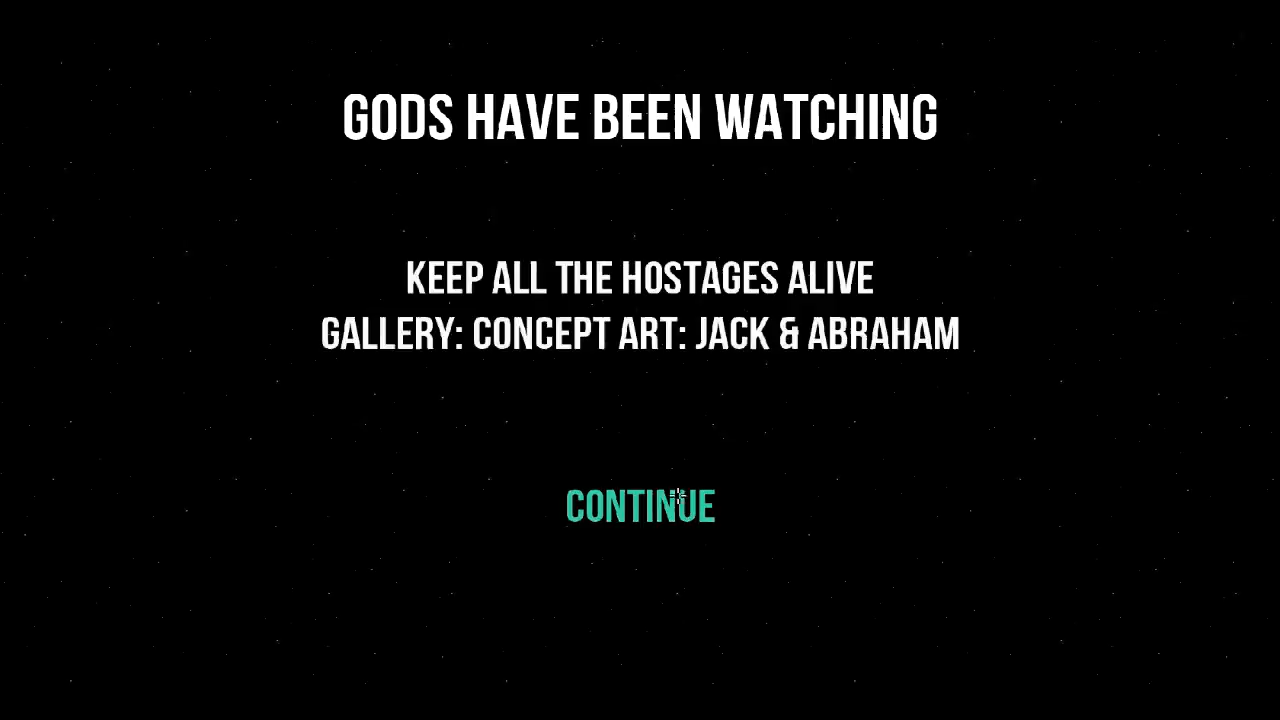 GODS HAVE BEEN WATCHING
KEEP ALL THE HOSTAGES ALIVE
GALLERY: CONCEPT ART: JACK & ABRAHAM
CONTINUE